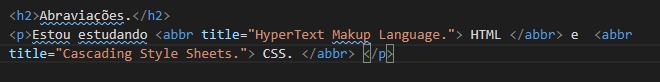 <h2>Abraviações.</h2>
<p>Estou estudando <abbr title="HyperText Makup Language."> HTML </abbr> e  <abbr
title="Cascading Style Sheets."> CSS. </abbr> </p>